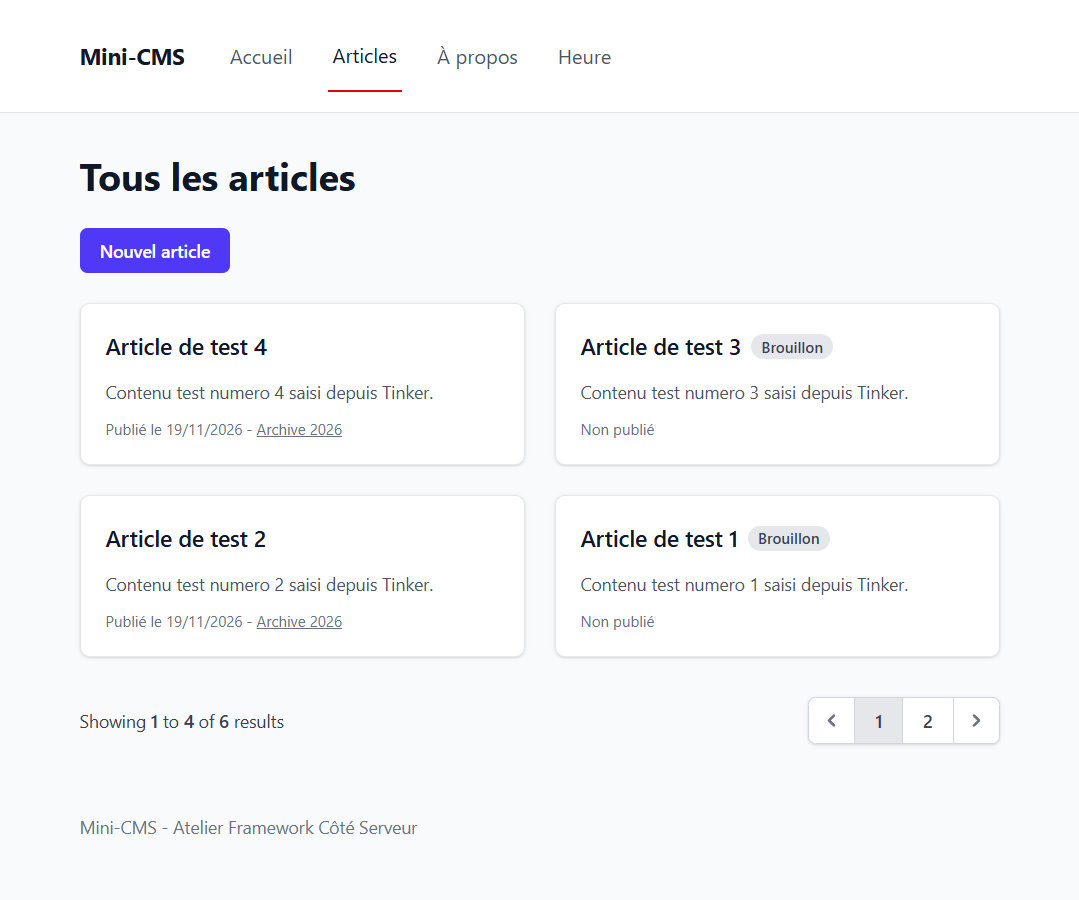 Mini-CMS Accueil Articles À propos Heure
Tous les articles
Nouvel article
Article de test 4
Contenu test numero 4 saisi depuis Tinker.
Publié le 19/11/2026 - Archive 2026
Article de test 3 Brouillon
Contenu test numero 3 saisi depuis Tinker.
Non publié
Article de test 2
Contenu test numero 2 saisi depuis Tinker.
Publié le 19/11/2026 - Archive 2026
Article de test 1 Brouillon
Contenu test numero 1 saisi depuis Tinker.
Non publié
Showing 1 to 4 of 6 results
1 2
Mini-CMS - Atelier Framework Côté Serveur